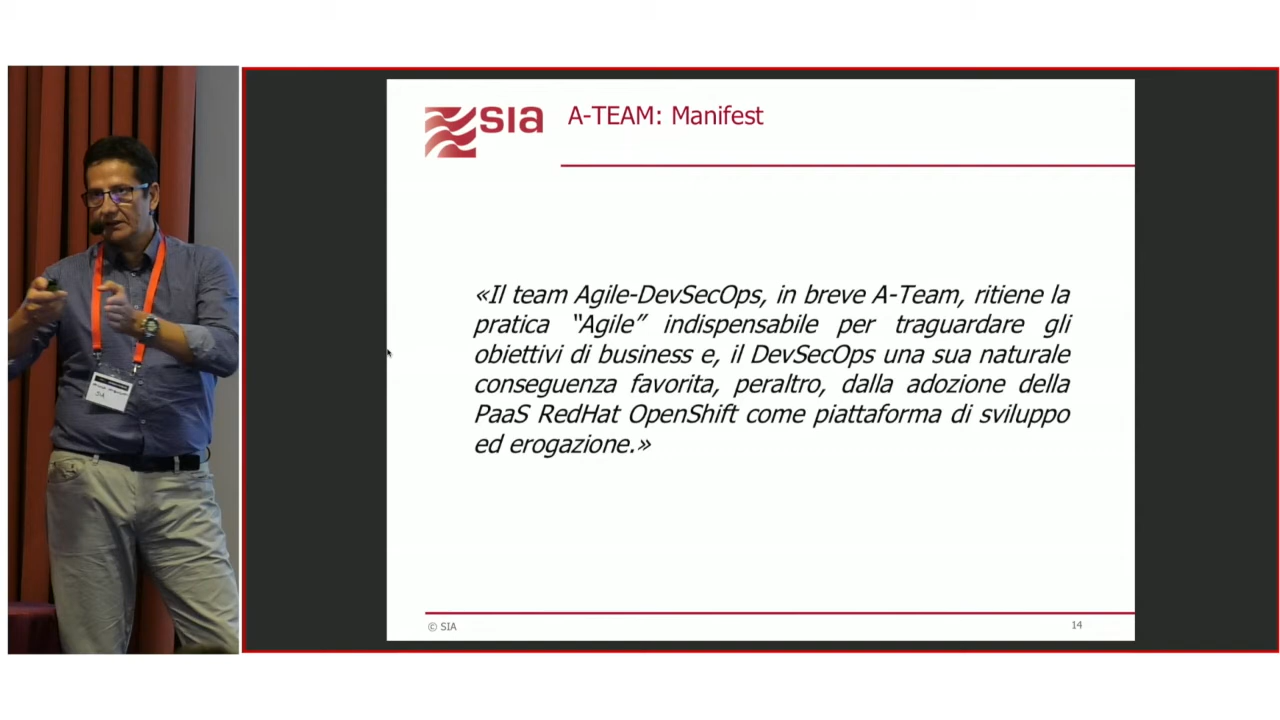 sia
A-TEAM: Manifest
«Il team Agile-DevSecOps, in breve A-Team, ritiene la
pratica “Agile” indispensabile per traguardare gli
obiettivi di business e, il DevSecOps una sua naturale
conseguenza favorita, peraltro, dalla adozione della
PaaS RedHat OpenShift come piattaforma di sviluppo
ed erogazione.»
© SIA
14
SIA